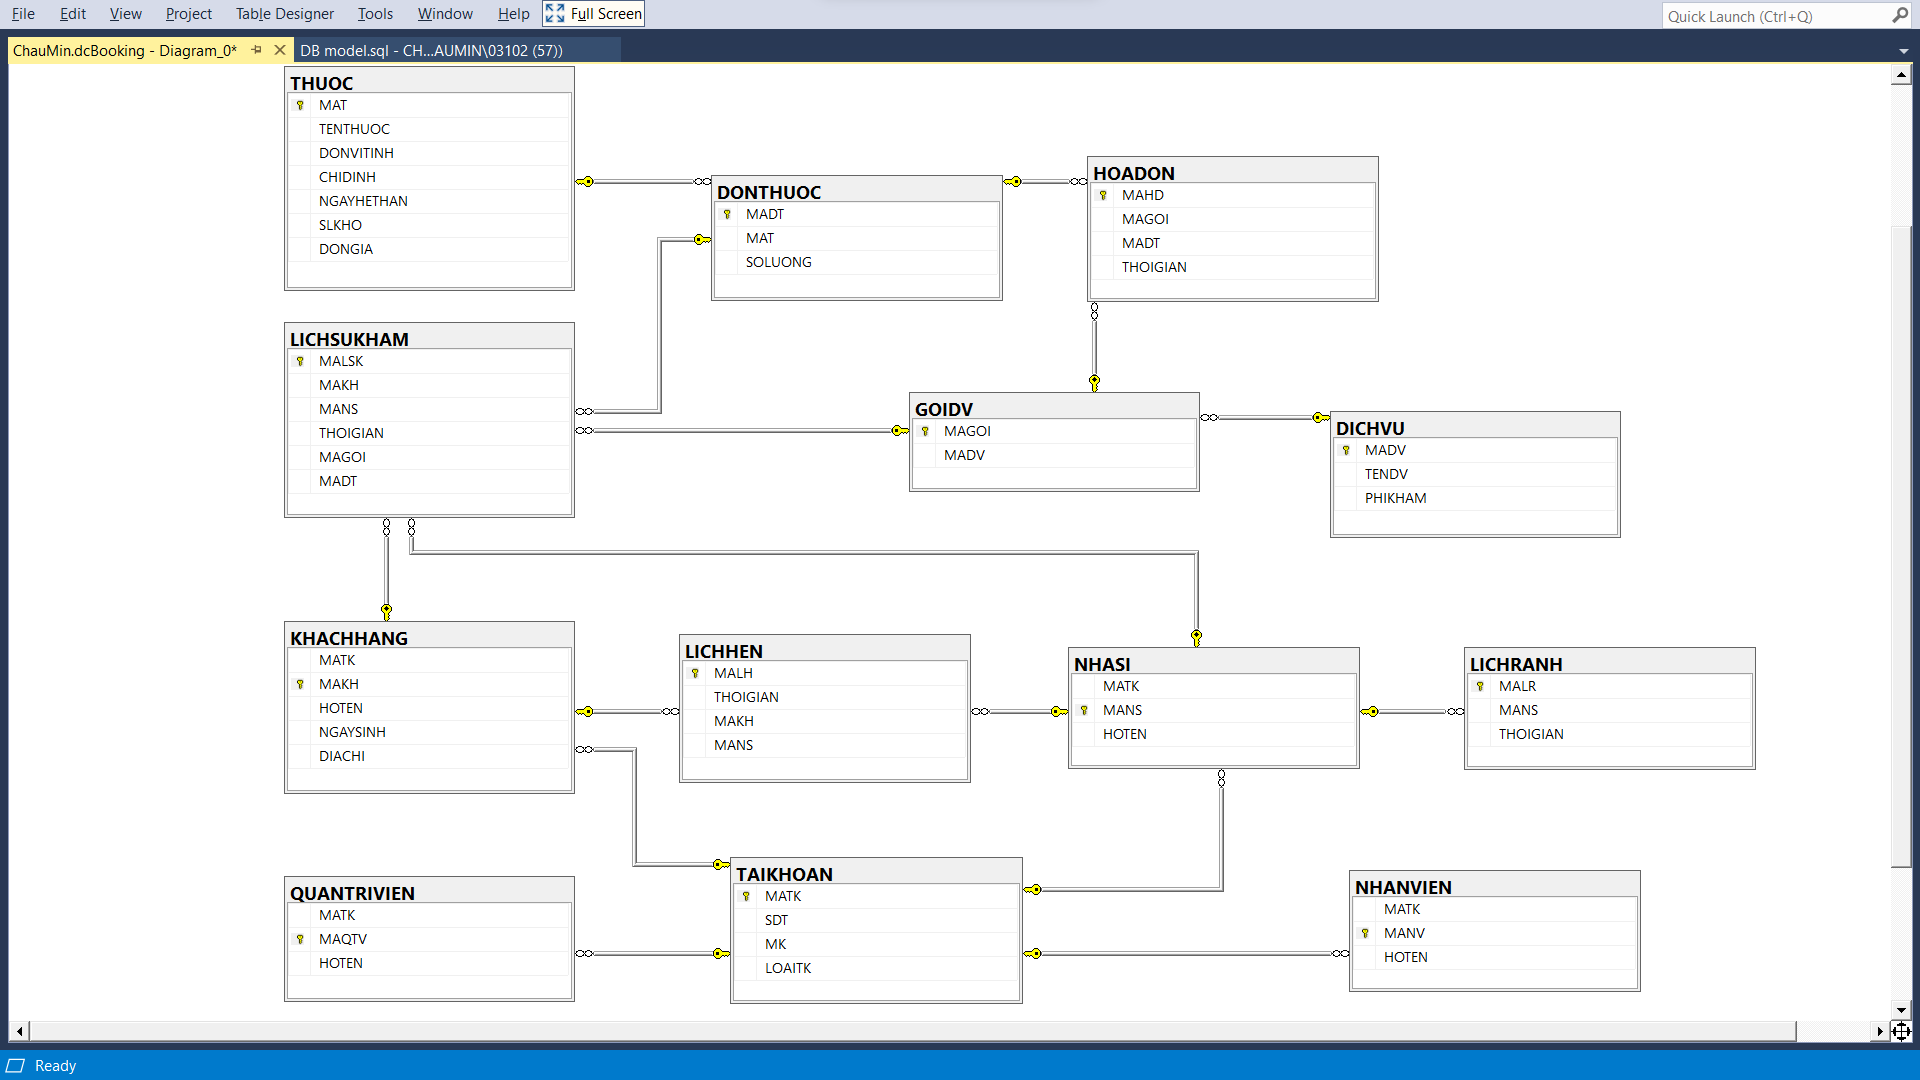 File Edit View Project Table Designer Tools Window Help Full Screen
Quick Launch (Ctrl+Q)
ChauMin.dcBooking - Diagram_0*
DB model.sql - CH...AUMIN\03102 (57))
THUOC
MAT
TENTHUOC
DONVITINH
CHIDINH
NGAYHETHAN
SLKHO
DONGIA
DONTHUOC
MADT
MAT
SOLUONG
HOADON
MAHD
MAGOI
MADT
THOIGIAN
LICHSUKHAM
MALSK
MAKH
MANS
THOIGIAN
MAGOI
MADT
GOIDV
MAGOI
MADV
DICHVU
MADV
TENDV
PHIKHAM
KHACHHANG
MATK
MAKH
HOTEN
NGAYSINH
DIACHI
LICHHEN
MALH
THOIGIAN
MAKH
MANS
NHASI
MATK
MANS
HOTEN
LICHRANH
MALR
MANS
THOIGIAN
QUANTRIVIEN
MATK
MAQTV
HOTEN
TAIKHOAN
MATK
SDT
MK
LOAITK
NHANVIEN
MATK
MANV
HOTEN
Ready